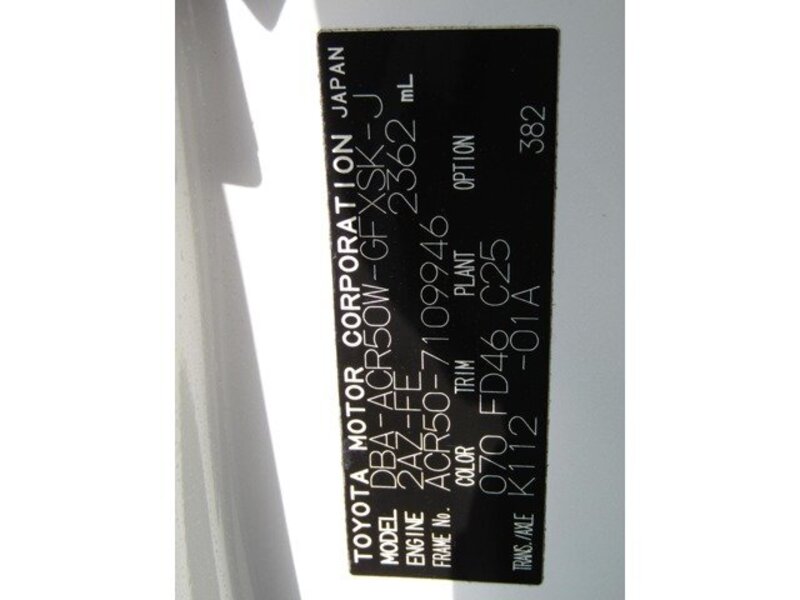 TOYOTA MOTOR CORPORATION JAPAN
MODEL DBA-ACR50W-GFXSK-J
ENGINE 2AZ-FE 2362 mL
FRAME No. ACR50-7109946
COLOR TRIM PLANT OPTION
070 FD46 C25
TRANS./AXLE K112 -01A 382